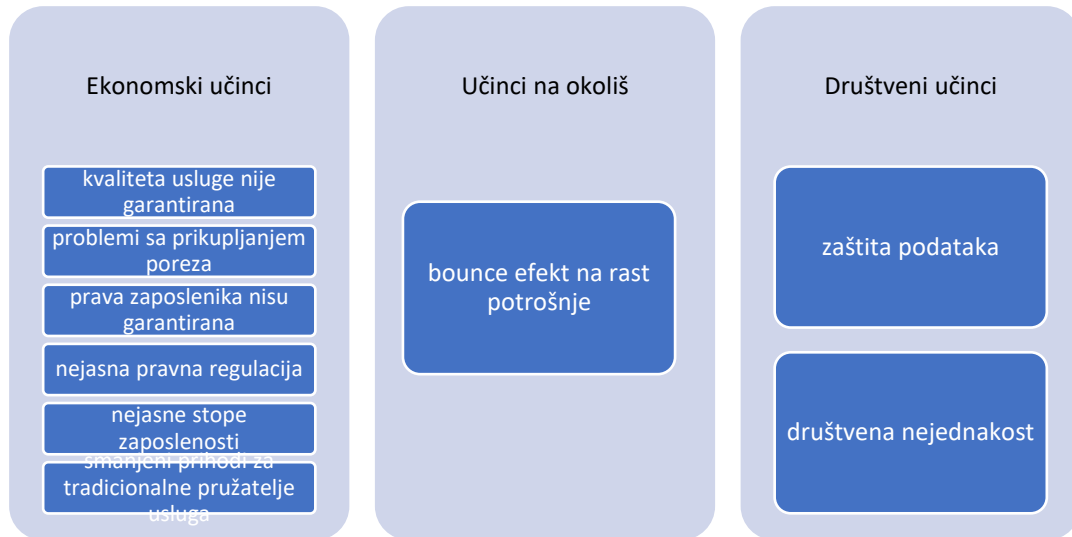 Ekonomski učinci
kvaliteta usluge nije
garantirana
problemi sa prikupljanjem
poreza
prava zaposlenika nisu
garantirana
nejasna pravna regulacija
nejasne stope
zaposlenosti
smanjeni prihodi za
tradicionalne pružatelje
usluga
Učinci na okoliš
bounce efekt na rast
potrošnje
Društveni učinci
zaštita podataka
društvena nejednakost